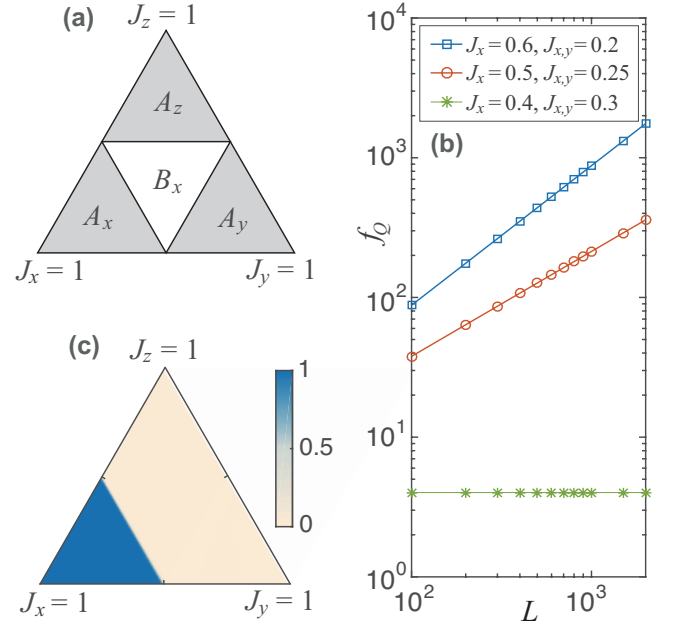 (a)
J_z = 1
A_z
B_x
A_x
A_y
J_x = 1
J_y = 1
(b)
J_x = 0.6, J_{x,y} = 0.2
J_x = 0.5, J_{x,y} = 0.25
J_x = 0.4, J_{x,y} = 0.3
f_Q
10^4
10^3
10^2
10^1
10^0
10^2
10^3
L
(c)
J_z = 1
1
0.5
0
J_x = 1
J_y = 1